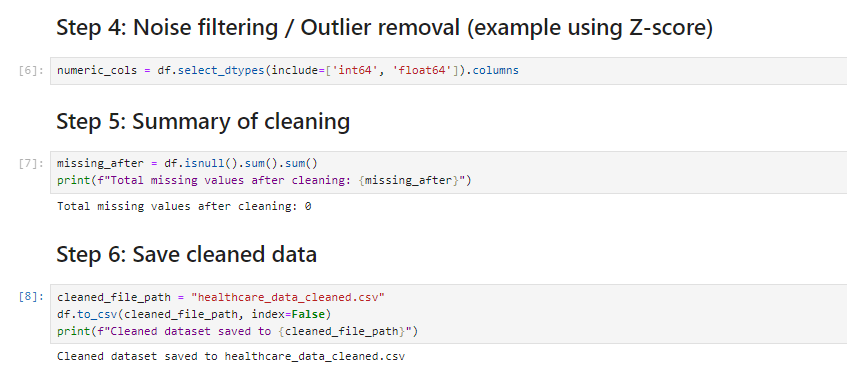 Step 4: Noise filtering / Outlier removal (example using Z-score)
[6]: numeric_cols = df.select_dtypes(include=['int64', 'float64']).columns
Step 5: Summary of cleaning
[7]: missing_after = df.isnull().sum().sum()
print(f"Total missing values after cleaning: {missing_after}")
Total missing values after cleaning: 0
Step 6: Save cleaned data
[8]: cleaned_file_path = "healthcare_data_cleaned.csv"
df.to_csv(cleaned_file_path, index=False)
print(f"Cleaned dataset saved to {cleaned_file_path}")
Cleaned dataset saved to healthcare_data_cleaned.csv